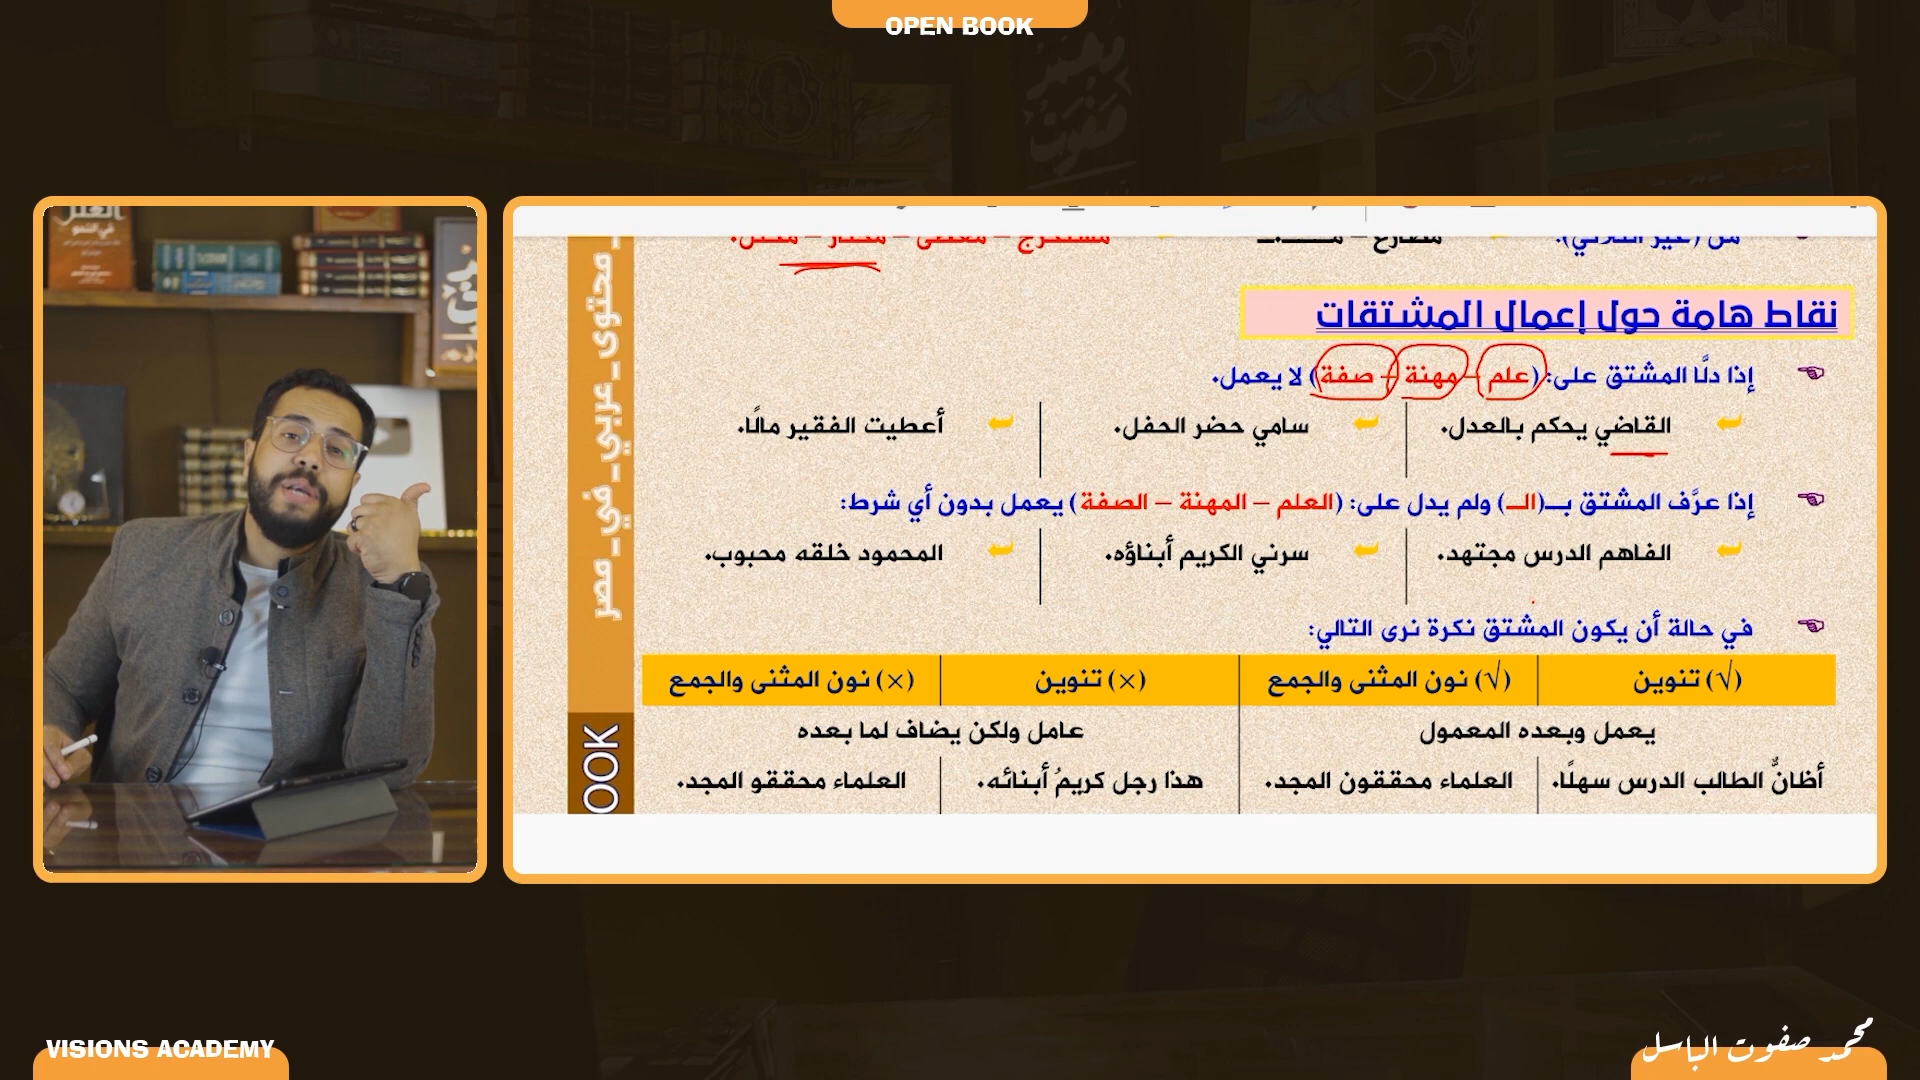 OPEN BOOK
من (غير الثلاثي):
نقاط هامة حول إعمال المشتقات
إذا دلَّا المشتق على: (علم – مهنة – صفة) لا يعمل.
القاضي يحكم بالعدل.
سامي حضر الحفل.
أعطيت الفقير مالًا.
إذا عرَّف المشتق بـ(الـ) ولم يدل على: (العلم – المهنة – الصفة) يعمل بدون أي شرط:
الفاهم الدرس مجتهد.
سرني الكريم أبناؤه.
المحمود خلقه محبوب.
في حالة أن يكون المشتق نكرة نرى التالي:
(√) تنوين
(√) نون المثنى والجمع
(×) تنوين
(×) نون المثنى والجمع
يعمل وبعده المعمول
عامل ولكن يضاف لما بعده
أظانٌّ الطالب الدرس سهلًا.
العلماء محققون المجد.
هذا رجل كريمُ أبنائه.
العلماء محققو المجد.
محتوى_عربي_في_مصر
OOK
VISIONS ACADEMY
محمد صفوت الباسل